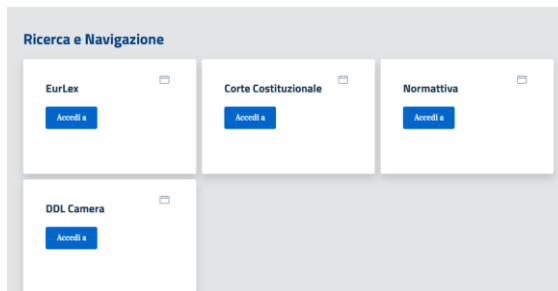 Ricerca e Navigazione
EurLex
Corte Costituzionale
Normattiva
Accedi a
Accedi a
Accedi a
DDL Camera
Accedi a